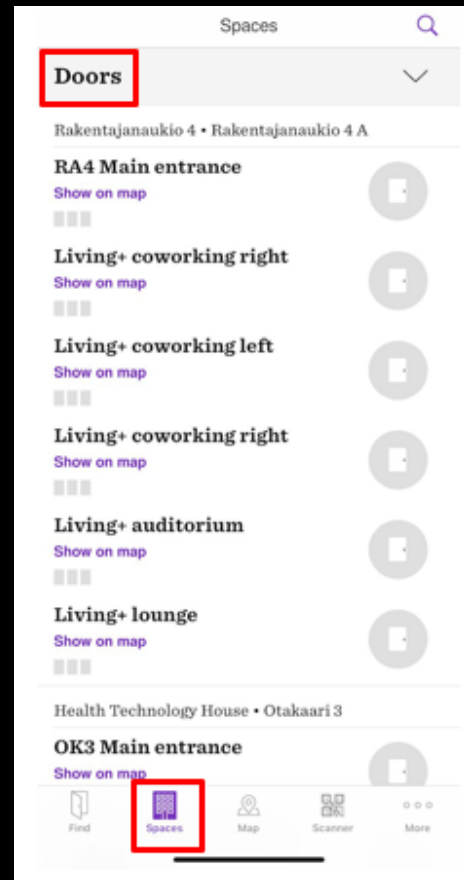 Spaces
Doors
Rakentajanaukio 4 • Rakentajanaukio 4 A
RA4 Main entrance
Show on map
Living+ coworking right
Show on map
Living+ coworking left
Show on map
Living+ coworking right
Show on map
Living+ auditorium
Show on map
Living+ lounge
Show on map
Health Technology House • Otakaari 3
OK3 Main entrance
Show on map
Find Spaces Map Scanner More